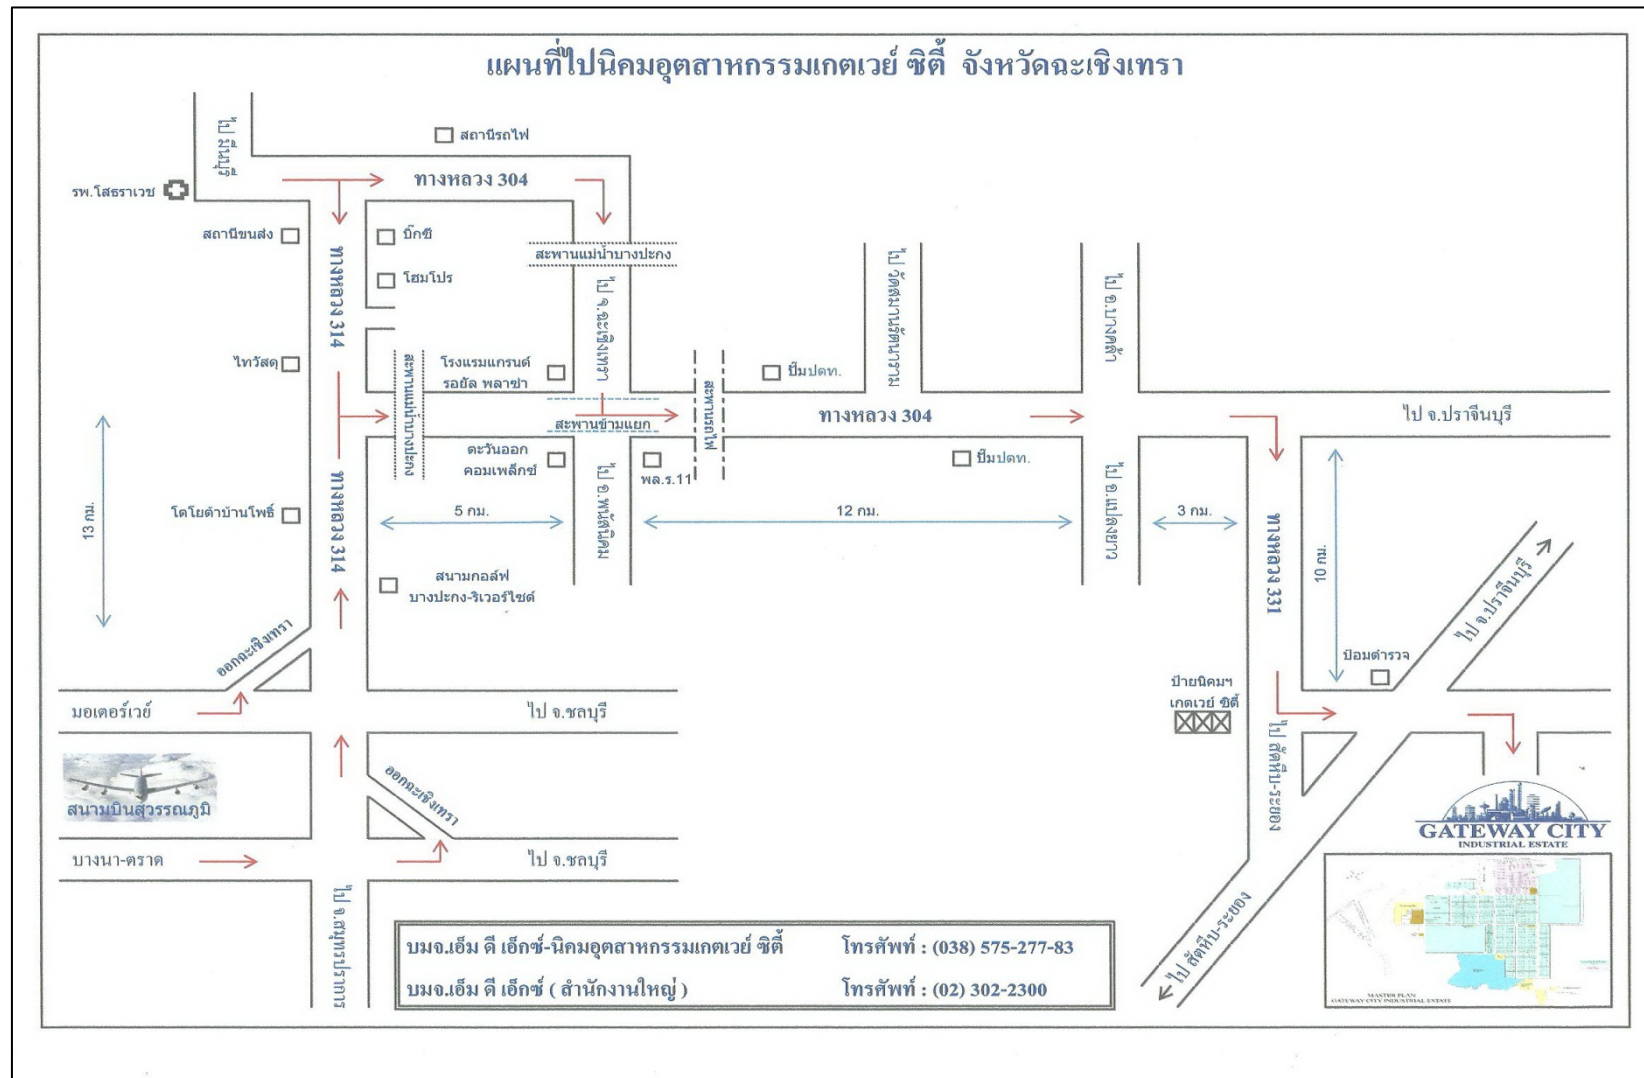 แผนที่ไปนิคมอุตสาหกรรมเกตเวย์ ซิตี้ จังหวัดฉะเชิงเทรา
ไป มีนบุรี
สถานีรถไฟ
รพ.โสธราเวช
ทางหลวง 304
สถานีขนส่ง
บิ๊กซี
สะพานแม่น้ำบางปะกง
โฮมโปร
ทางหลวง 314
ไป จ.ฉะเชิงเทรา
ไป วัดสมานรัตนาราม
ไป อ.บางคล้า
ไทวัสดุ
สะพานแม่น้ำบางปะกง
โรงแรมแกรนด์
รอยัล พลาซ่า
สะพานรถไฟ
ปั๊มปตท.
ทางหลวง 304
ไป จ.ปราจีนบุรี
สะพานข้ามแยก
ตะวันออก
คอมเพล็กซ์
พล.ร.11
ปั๊มปตท.
13 กม.
โตโยต้าบ้านโพธิ์
ทางหลวง 314
5 กม.
ไป อ.พนัสนิคม
12 กม.
ไป อ.แปลงยาว
3 กม.
ทางหลวง 331
10 กม.
สนามกอล์ฟ
บางปะกง-ริเวอร์ไซด์
ไป จ.ปราจีนบุรี
ออกฉะเชิงเทรา
ป้อมตำรวจ
ป้ายนิคมฯ
เกตเวย์ ซิตี้
มอเตอร์เวย์
ไป จ.ชลบุรี
ไป สัตหีบ-ระยอง
สนามบินสุวรรณภูมิ
ออกฉะเชิงเทรา
GATEWAY CITY
INDUSTRIAL ESTATE
บางนา-ตราด
ไป จ.ชลบุรี
ไป จ.สมุทรปราการ
ไป สัตหีบ-ระยอง
บมจ.เอ็ม ดี เอ็กซ์-นิคมอุตสาหกรรมเกตเวย์ ซิตี้ โทรศัพท์ : (038) 575-277-83
บมจ.เอ็ม ดี เอ็กซ์ ( สำนักงานใหญ่ ) โทรศัพท์ : (02) 302-2300
MASTER PLAN
GATEWAY CITY INDUSTRIAL ESTATE